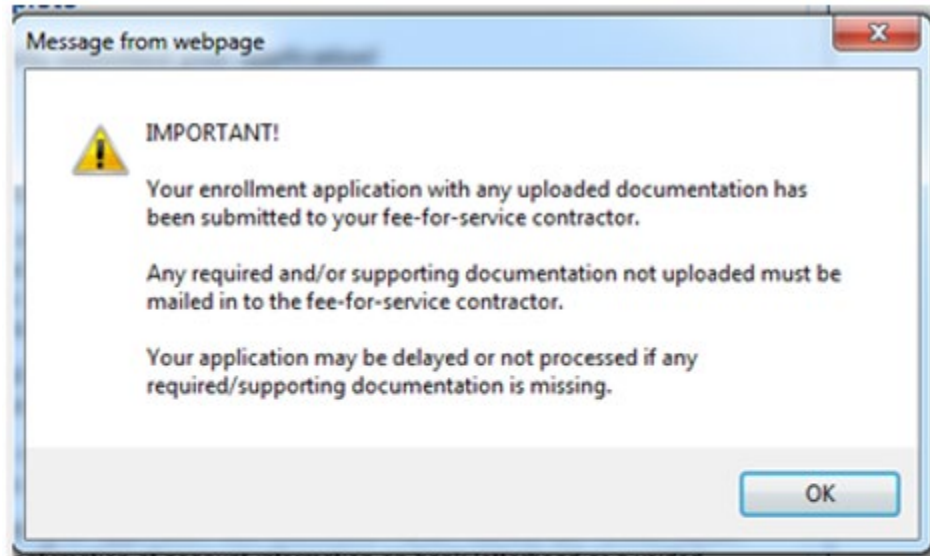 Message from webpage
IMPORTANT!
Your enrollment application with any uploaded documentation has
been submitted to your fee-for-service contractor.
Any required and/or supporting documentation not uploaded must be
mailed in to the fee-for-service contractor.
Your application may be delayed or not processed if any
required/supporting documentation is missing.
OK